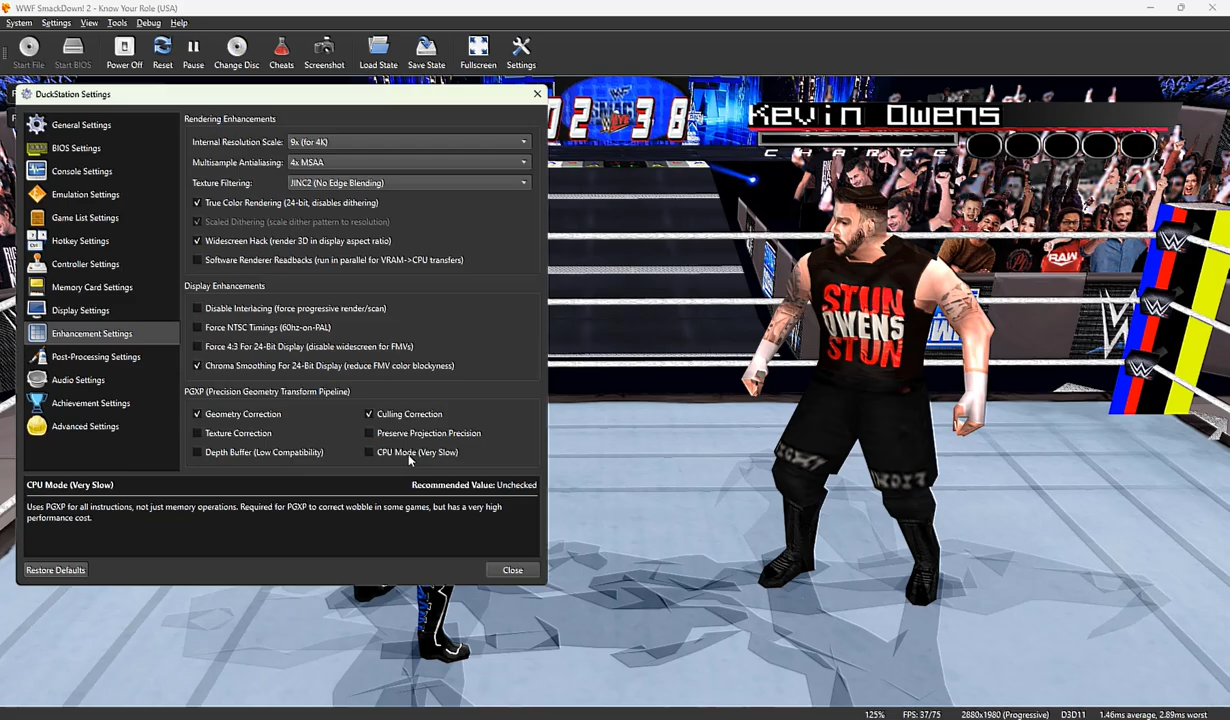 WWF SmackDown! 2 - Know Your Role (USA)
System Settings View Tools Debug Help
Start File Start BIOS Power Off Reset Pause Change Disc Cheats Screenshot Load State Save State Fullscreen Settings
DuckStation Settings
General Settings
BIOS Settings
Console Settings
Emulation Settings
Game List Settings
Hotkey Settings
Controller Settings
Memory Card Settings
Display Settings
Enhancement Settings
Post-Processing Settings
Audio Settings
Achievement Settings
Advanced Settings
Rendering Enhancements
Internal Resolution Scale: 9x (for 4K)
Multisample Antialiasing: 4x MSAA
Texture Filtering: JINC2 (No Edge Blending)
True Color Rendering (24-bit, disables dithering)
Scaled Dithering (scale dither pattern to resolution)
Widescreen Hack (render 3D in display aspect ratio)
Software Renderer Readbacks (run in parallel for VRAM->CPU transfers)
Display Enhancements
Disable Interlacing (force progressive render/scan)
Force NTSC Timings (60hz-on-PAL)
Force 4:3 For 24-Bit Display (disable widescreen for FMVs)
Chroma Smoothing For 24-Bit Display (reduce FMV color blockyness)
PGXP (Precision Geometry Transform Pipeline)
Geometry Correction Culling Correction
Texture Correction Preserve Projection Precision
Depth Buffer (Low Compatibility) CPU Mode (Very Slow)
CPU Mode (Very Slow) Recommended Value: Unchecked
Uses PGXP for all instructions, not just memory operations. Required for PGXP to correct wobble in some games, but has a very high
performance cost.
Restore Defaults Close
02 38
Kevin Owens
CHARGE
RAW
STUN
OWENS
STUN
125% FPS: 37/75 2880x1980 (Progressive) D3D11 1.46ms average, 2.89ms worst